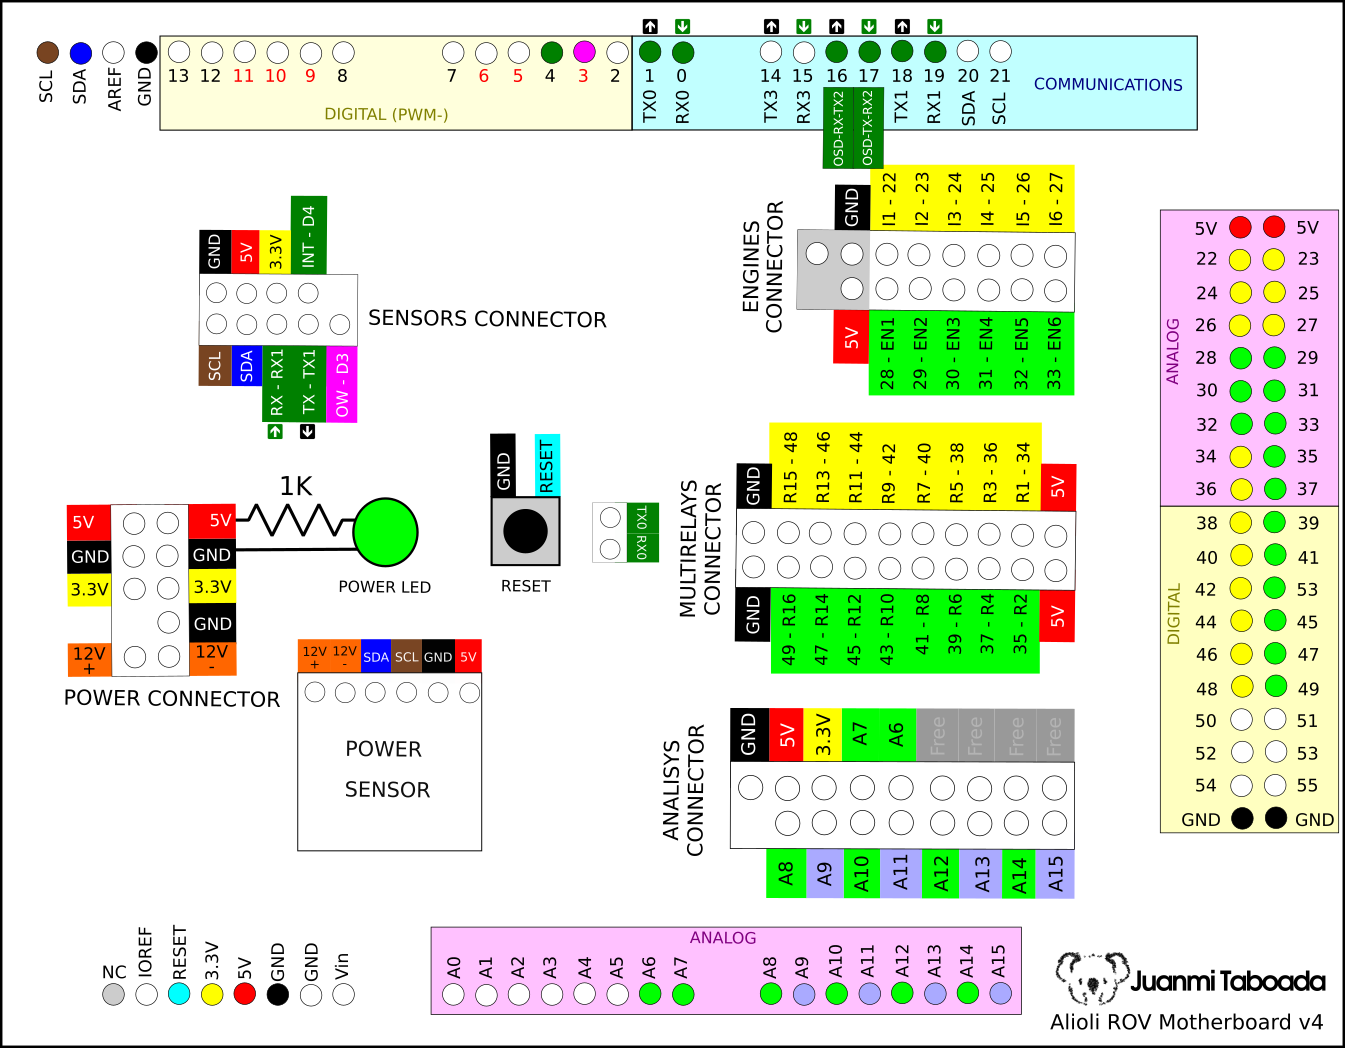 SCL SDA AREF GND 13 12 11 10 9 8 7 6 5 4 3 2
DIGITAL (PWM-)
1 0 14 15 16 17 18 19 20 21
TX0 RX0 TX3 RX3 OSD-RX-TX2 OSD-TX-RX2 TX1 RX1 SDA SCL
COMMUNICATIONS
GND 5V 3.3V INT - D4
SENSORS CONNECTOR
SCL SDA RX - RX1 TX - TX1 OW - D3
ENGINES
CONNECTOR
GND I1 - 22 I2 - 23 I3 - 24 I4 - 25 I5 - 26 I6 - 27
5V 28 - EN1 29 - EN2 30 - EN3 31 - EN4 32 - EN5 33 - EN6
ANALOG
5V 5V
22 23
24 25
26 27
28 29
30 31
32 33
34 35
36 37
DIGITAL
38 39
40 41
42 53
44 45
46 47
48 49
50 51
52 53
54 55
GND GND
1K
5V 5V
GND GND
3.3V 3.3V
GND
12V + 12V -
POWER CONNECTOR
POWER LED
GND RESET
RESET
TX0 RX0
MULTIRELAYS
CONNECTOR
GND R15 - 48 R13 - 46 R11 - 44 R9 - 42 R7 - 40 R5 - 38 R3 - 36 R1 - 34 5V
GND 49 - R16 47 - R14 45 - R12 43 - R10 41 - R8 39 - R6 37 - R4 35 - R2 5V
12V + 12V - SDA SCL GND 5V
POWER
SENSOR
ANALISYS
CONNECTOR
GND 5V 3.3V A7 A6 Free Free Free Free
A8 A9 A10 A11 A12 A13 A14 A15
NC IOREF RESET 3.3V 5V GND GND Vin
ANALOG
A0 A1 A2 A3 A4 A5 A6 A7 A8 A9 A10 A11 A12 A13 A14 A15
Juanmi Taboada
Alioli ROV Motherboard v4